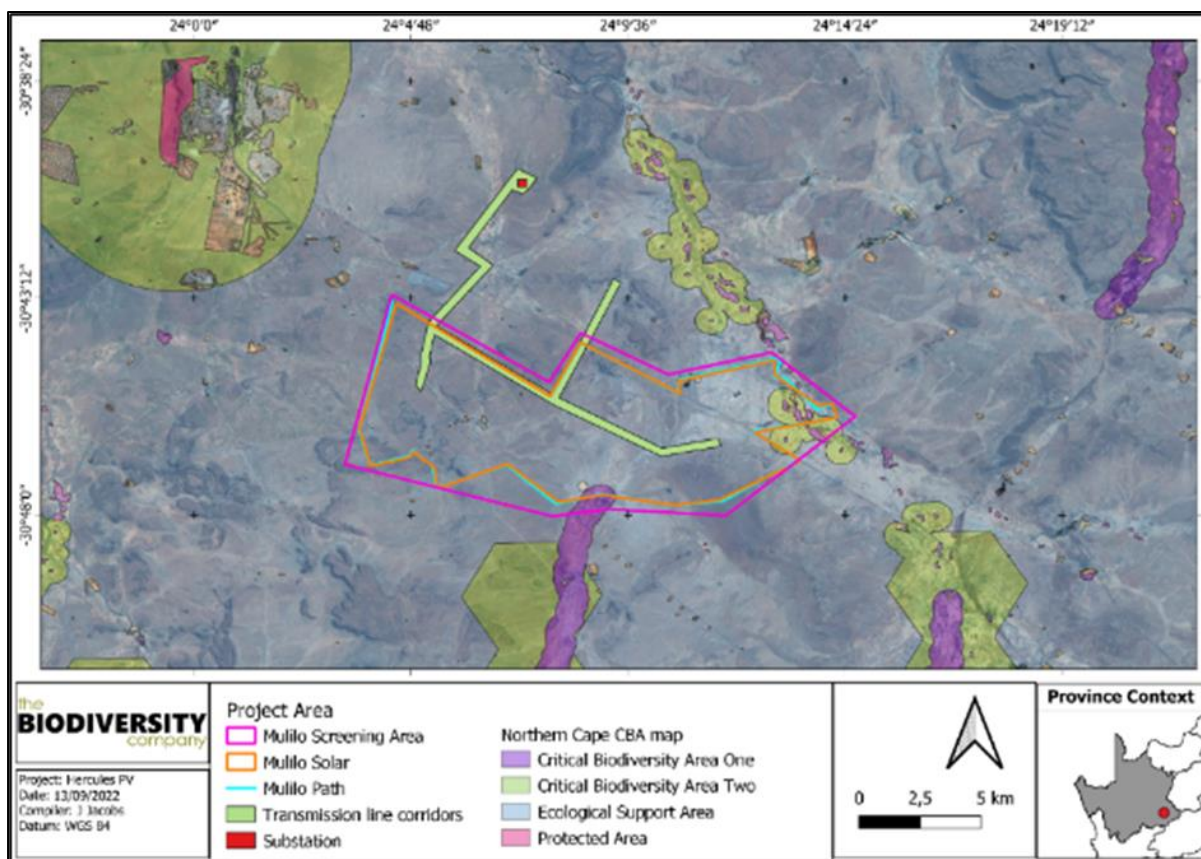 24°0′0″ 24°4′48″ 24°9′36″ 24°14′24″ 24°19′12″
-30°38′24″
-30°43′12″
-30°48′0″
the
BIODIVERSITY
company
Project: Hercules PV
Date: 13/09/2022
Compiler: J Jacobs
Datum: WGS 84
Project Area
Mulilo Screening Area
Mulilo Solar
Mulilo Path
Transmission line corridors
Substation
Northern Cape CBA map
Critical Biodiversity Area One
Critical Biodiversity Area Two
Ecological Support Area
Protected Area
0 2,5 5 km
Province Context